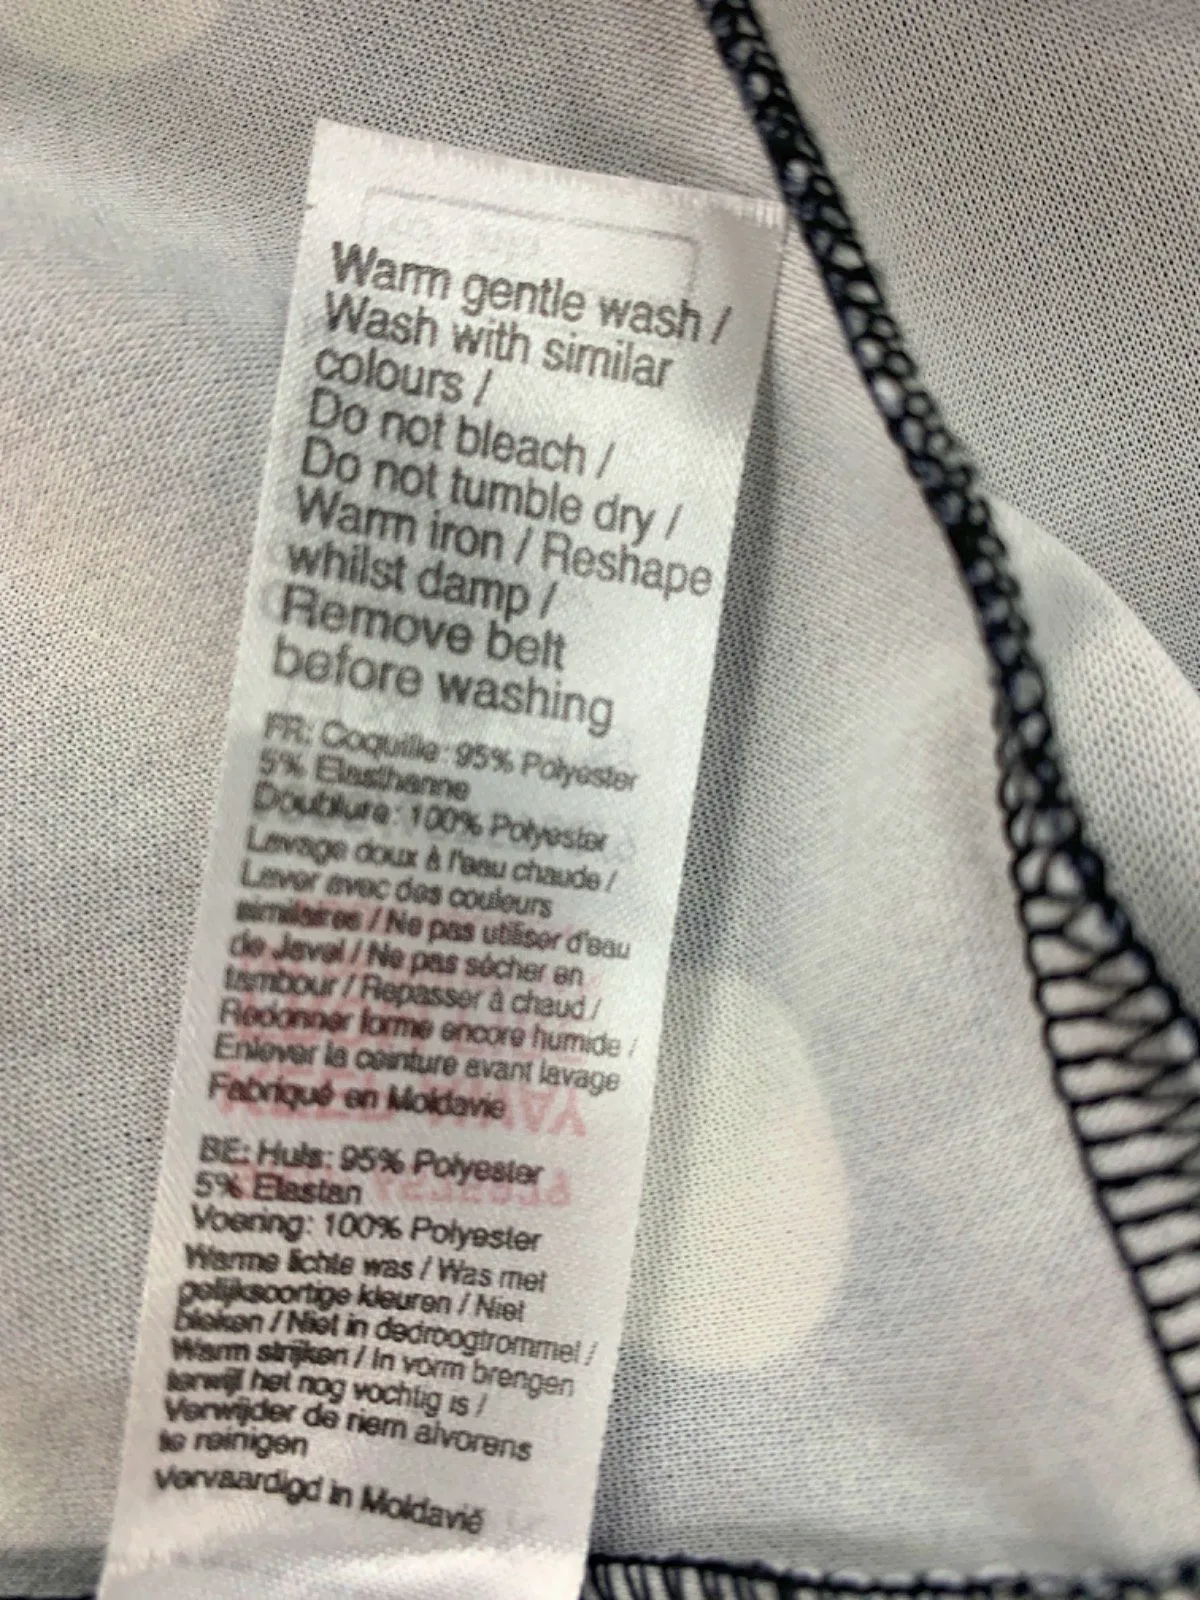 Warm gentle wash /
Wash with similar
colours /
Do not bleach /
Do not tumble dry /
Warm iron / Reshape
whilst damp /
Remove belt
before washing
FR: Coquille: 95% Polyester
5% Elasthanne
Doublure: 100% Polyester
Lavage doux à l'eau chaude /
Laver avec des couleurs
similaires / Ne pas utiliser d'eau
de Javel / Ne pas sécher en
tambour / Repasser à chaud /
Redonner forme encore humide /
Enlever la ceinture avant lavage
Fabriqué en Moldavie
BE: Huls: 95% Polyester
5% Elastan
Voering: 100% Polyester
Warme lichte was / Was met
gelijksoortige kleuren / Niet
bleken / Niet in dedroogtrommel /
Warm strijken / In vorm brengen
terwijl het nog vochtig is /
Verwijder de riem alvorens
te reinigen
Vervaardigd in Moldavië